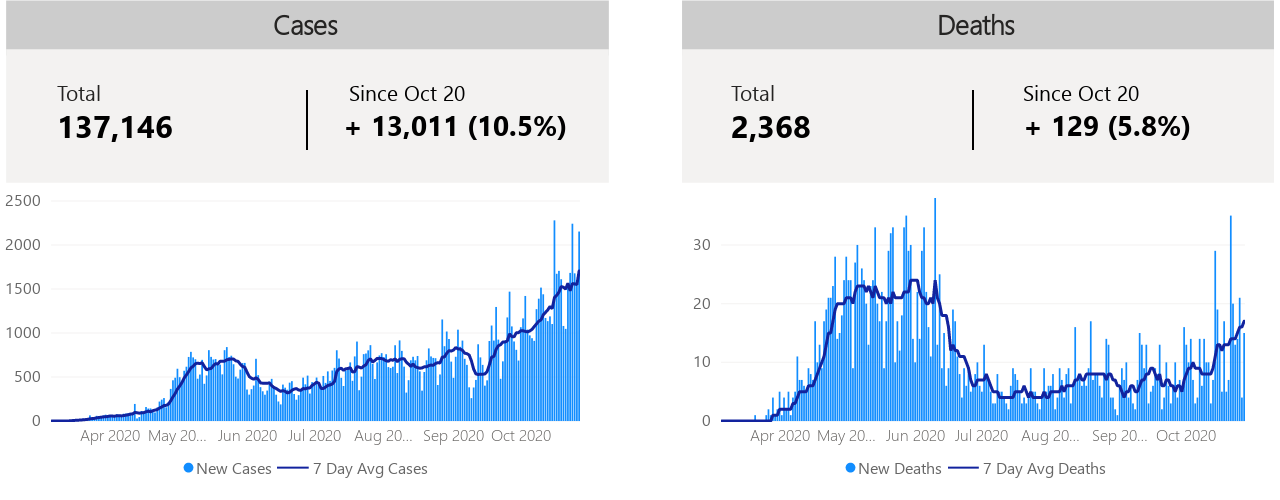 Cases
Total
137,146
Since Oct 20
+ 13,011 (10.5%)
2500
2000
1500
1000
500
0
Apr 2020 May 20... Jun 2020 Jul 2020 Aug 20... Sep 2020 Oct 2020
New Cases 7 Day Avg Cases
Deaths
Total
2,368
Since Oct 20
+ 129 (5.8%)
30
20
10
0
Apr 2020 May 20... Jun 2020 Jul 2020 Aug 20... Sep 20... Oct 2020
New Deaths 7 Day Avg Deaths